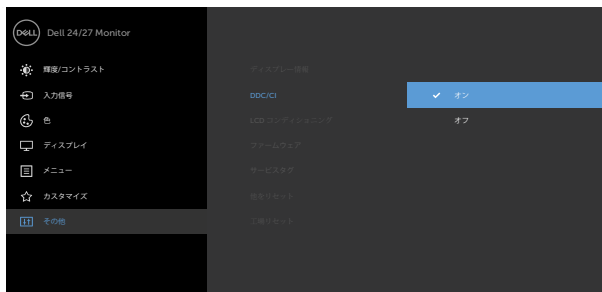 DELL
Dell 24/27 Monitor
輝度/コントラスト
入力信号
色
ディスプレイ
メニュー
カスタマイズ
その他
ディスプレー情報
DDC/CI
LCD コンディショニング
ファームウェア
サービスタグ
他をリセット
工場リセット
オン
オフ